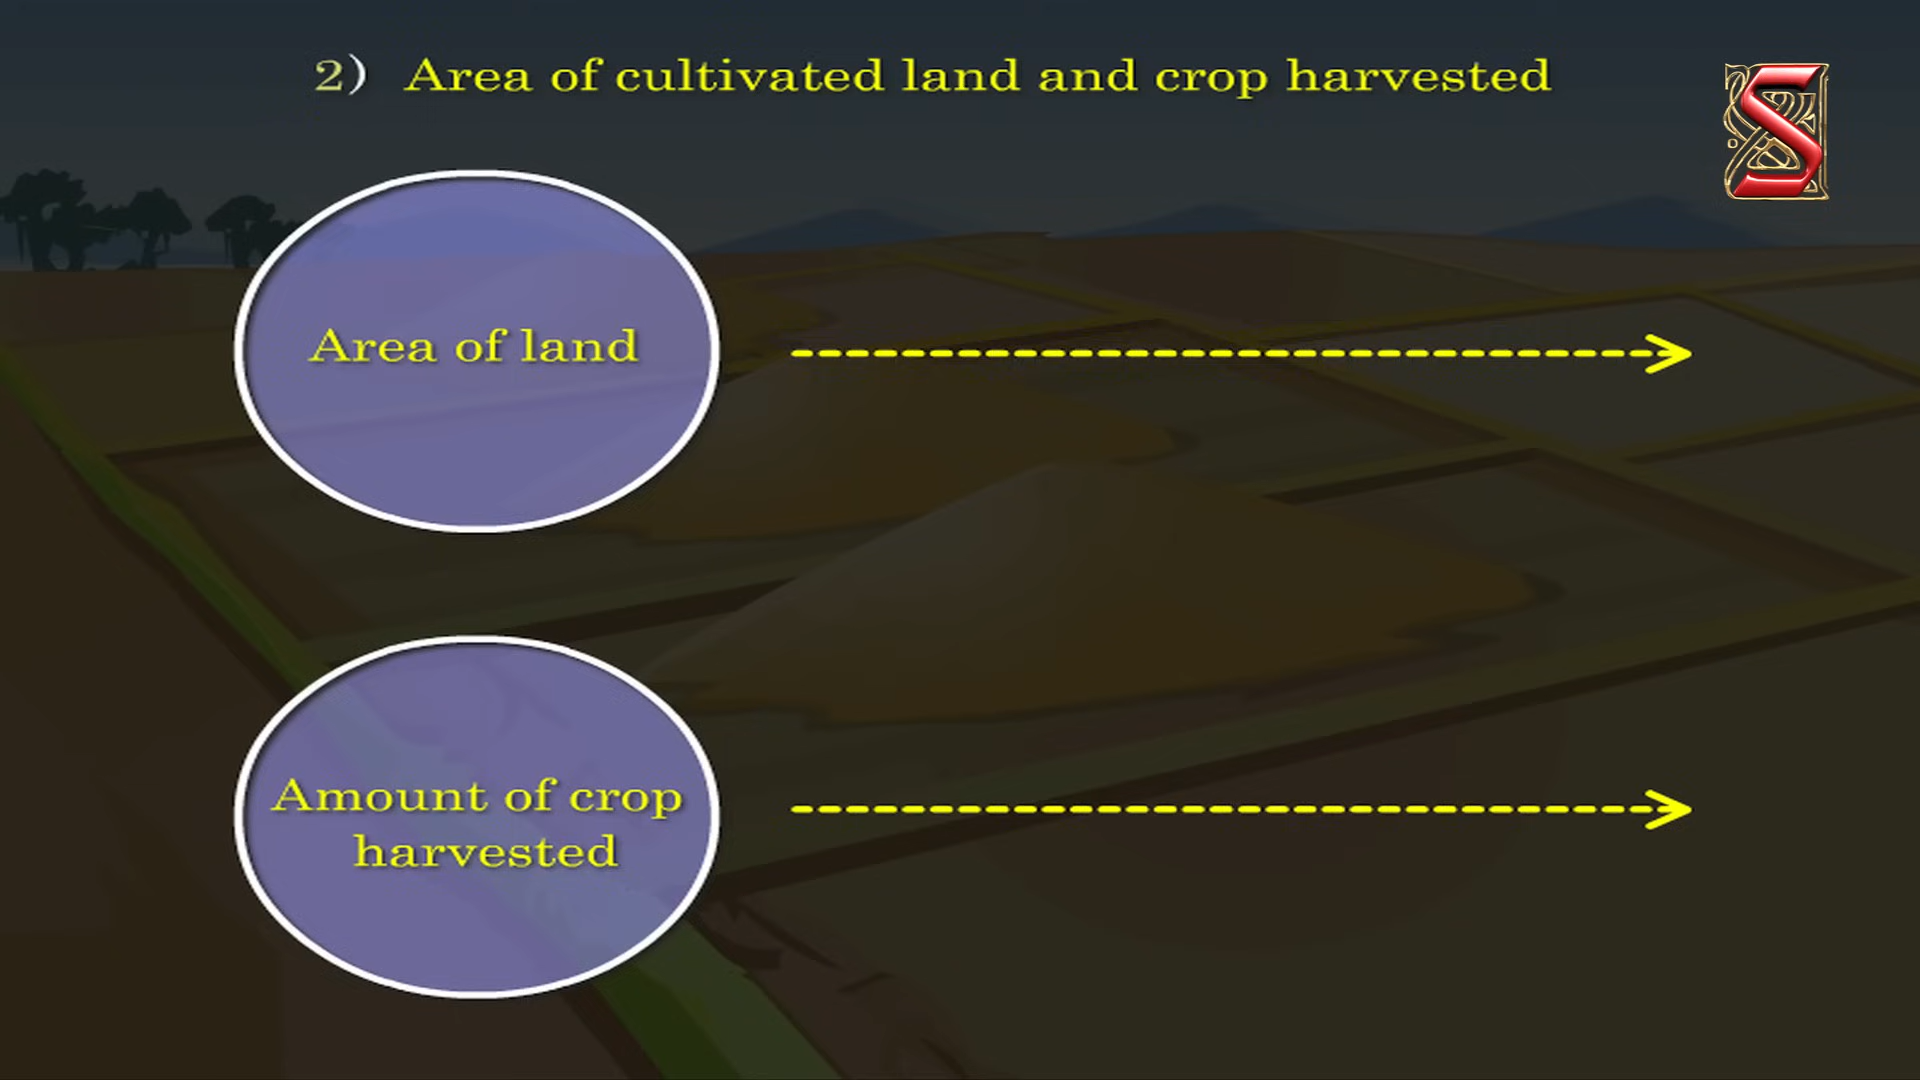 2) Area of cultivated land and crop harvested
S
Area of land
Amount of crop
harvested